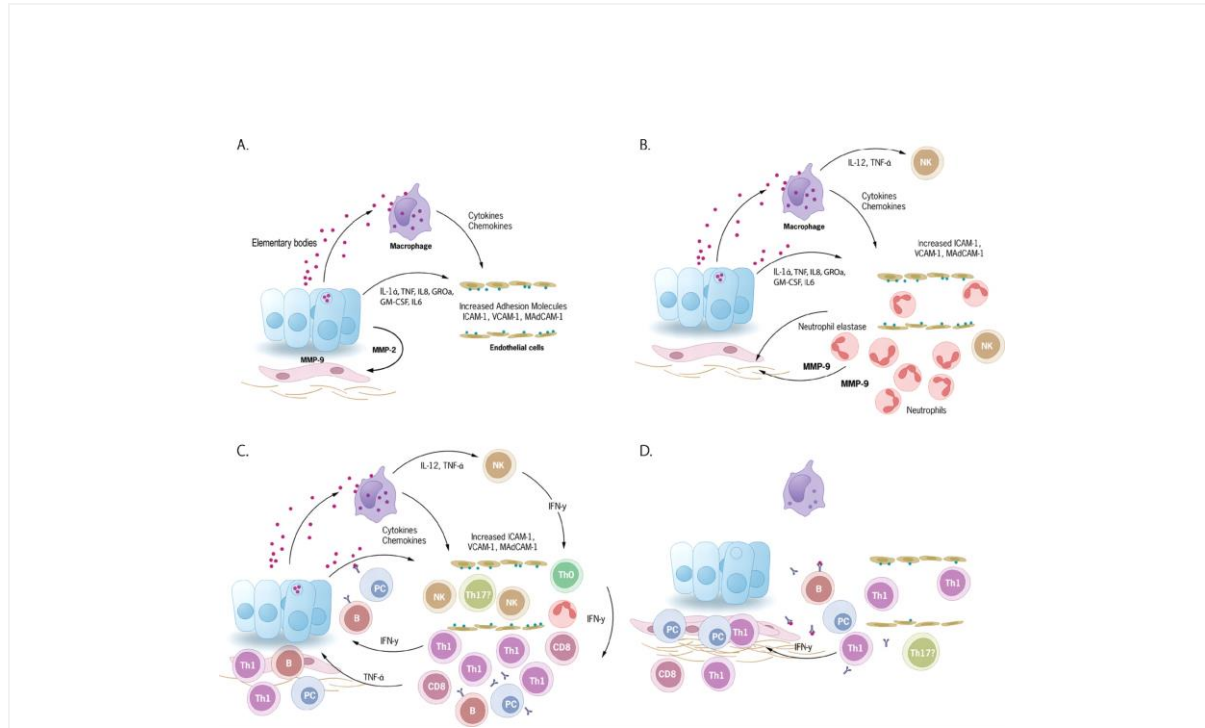 A.
Elementary bodies
Macrophage
Cytokines
Chemokines
IL-1ά, TNF, IL8, GROa,
GM-CSF, IL6
Increased Adhesion Molecules
ICAM-1, VCAM-1, MAdCAM-1
Endothelial cells
MMP-9
MMP-2
B.
IL-12, TNF-ά
NK
Macrophage
Cytokines
Chemokines
Increased ICAM-1,
VCAM-1, MAdCAM-1
IL-1ά, TNF, IL8, GROa,
GM-CSF, IL6
Neutrophil elastase
NK
MMP-9
MMP-9
Neutrophils
C.
IL-12, TNF-ά
NK
IFN-y
Cytokines
Chemokines
Increased ICAM-1,
VCAM-1, MAdCAM-1
Th0
PC
NK
Th17?
NK
B
IFN-y
IFN-y
Th1
Th1
CD8
Th1
B
Th1
Th1
TNF-ά
CD8
Th1
PC
B
PC
D.
B
Th1
Th1
PC
PC
PC
Th1
IFN-y
Th1
Th17?
CD8
Th1